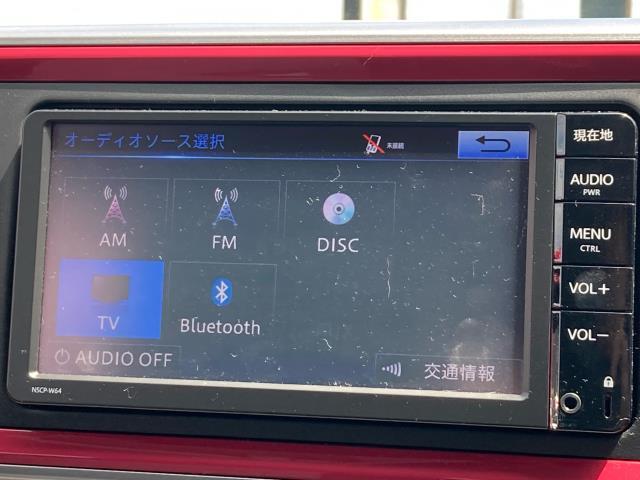 オーディオソース選択
未接続
現在地
AUDIO
PWR
AM
FM
DISC
MENU
CTRL
VOL+
TV
Bluetooth
VOL−
AUDIO OFF
交通情報
NSCP-W64